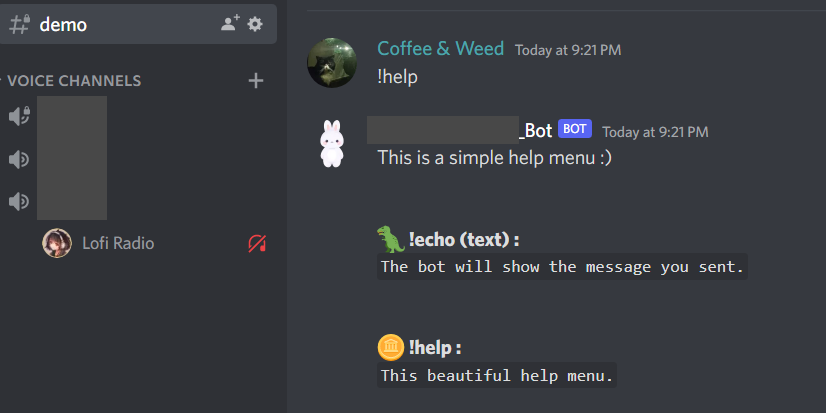 demo
VOICE CHANNELS
Lofi Radio
Coffee & Weed Today at 9:21 PM
!help
_Bot BOT Today at 9:21 PM
This is a simple help menu :)
!echo (text) :
The bot will show the message you sent.
!help :
This beautiful help menu.